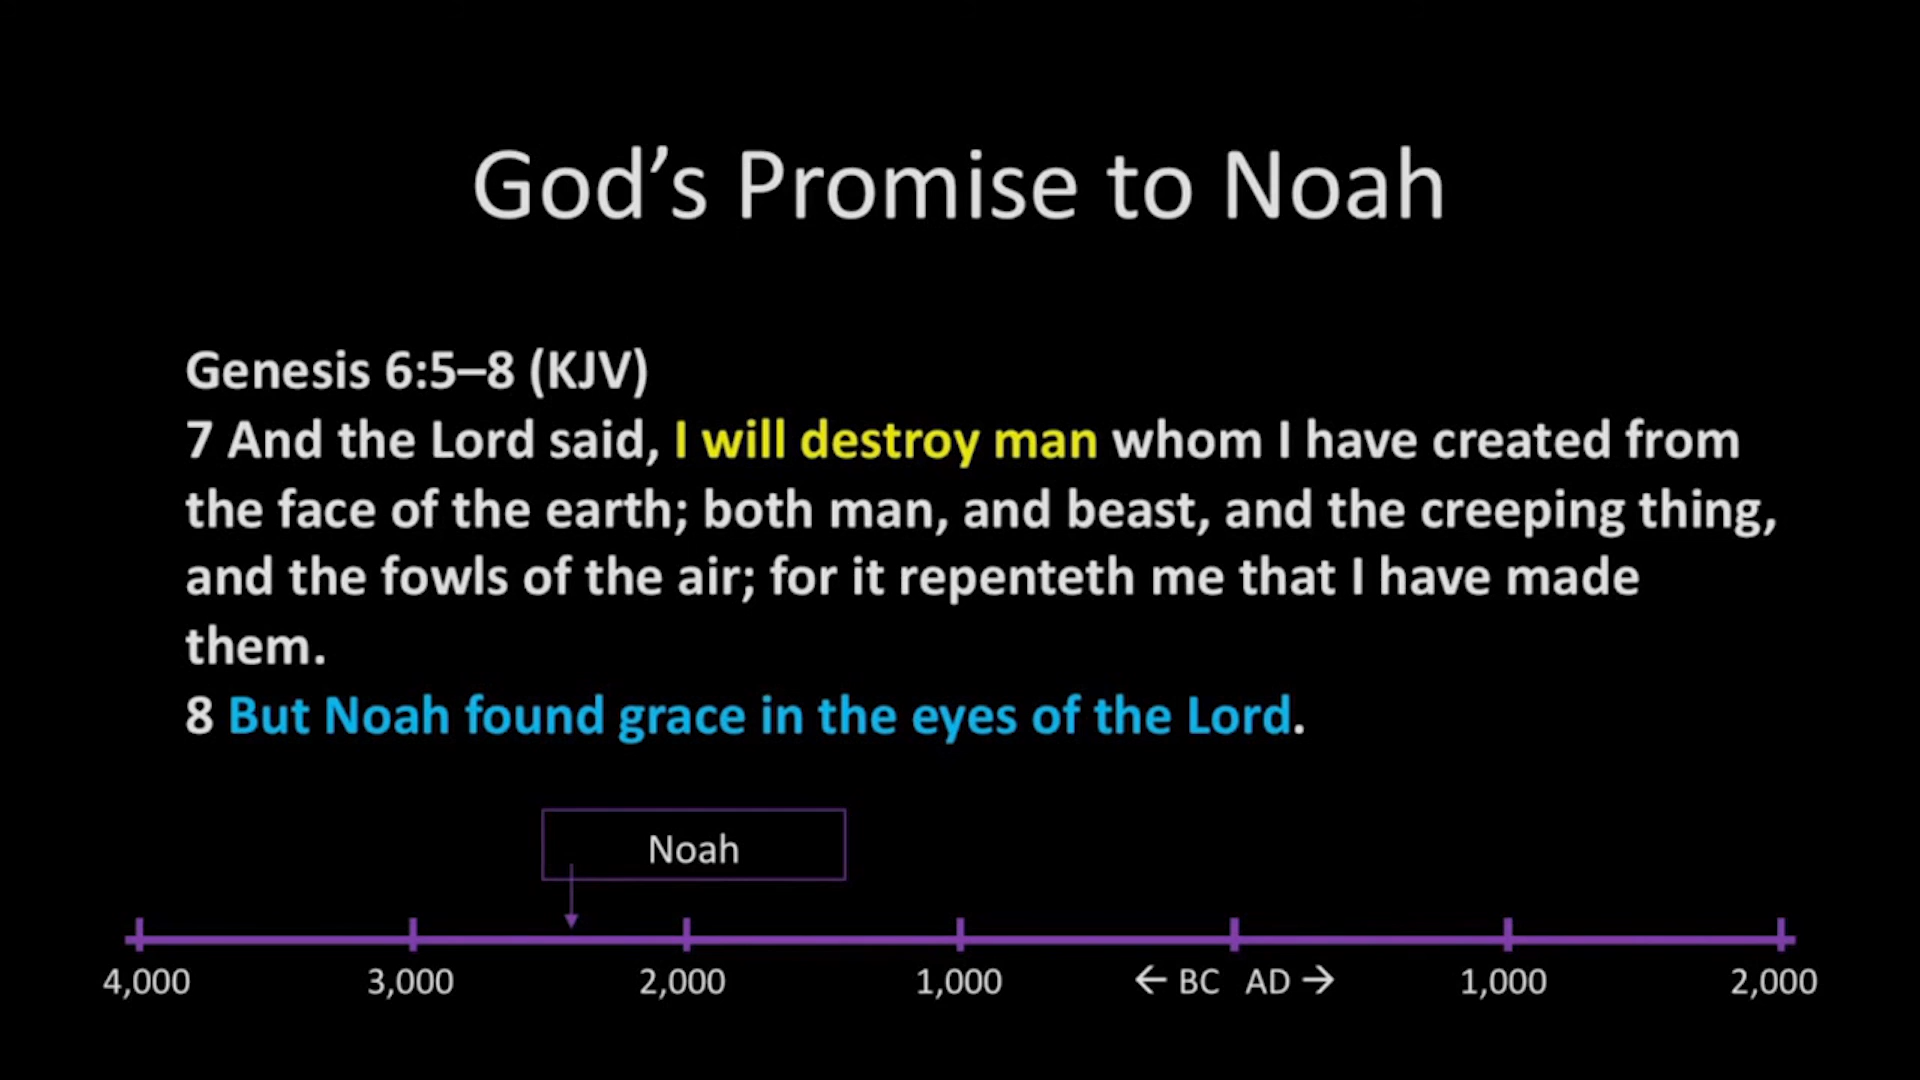 God’s Promise to Noah
Genesis 6:5–8 (KJV)
7 And the Lord said, I will destroy man whom I have created from
the face of the earth; both man, and beast, and the creeping thing,
and the fowls of the air; for it repenteth me that I have made
them.
8 But Noah found grace in the eyes of the Lord.
Noah
4,000 3,000 2,000 1,000 ← BC AD → 1,000 2,000